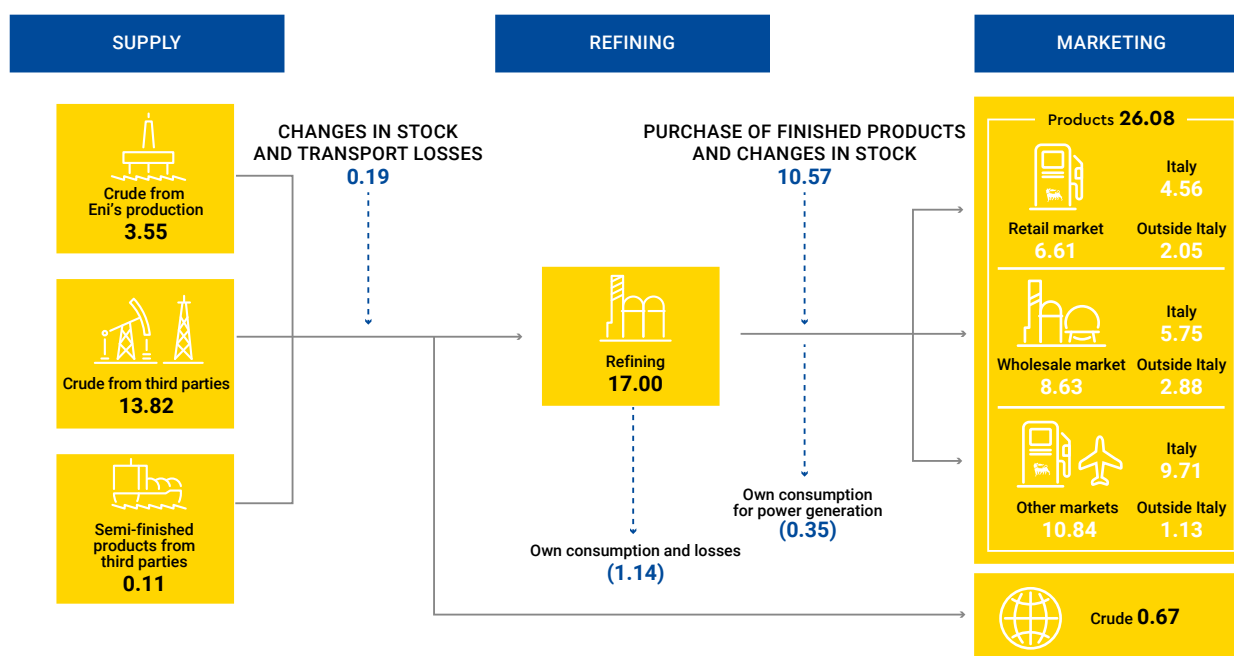 SUPPLY
REFINING
MARKETING
Crude from
Eni's production
3.55
Crude from third parties
13.82
Semi-finished
products from
third parties
0.11
CHANGES IN STOCK
AND TRANSPORT LOSSES
0.19
Refining
17.00
Own consumption and losses
(1.14)
PURCHASE OF FINISHED PRODUCTS
AND CHANGES IN STOCK
10.57
Own consumption
for power generation
(0.35)
Products 26.08
Retail market
6.61
Italy
4.56
Outside Italy
2.05
Wholesale market
8.63
Italy
5.75
Outside Italy
2.88
Other markets
10.84
Italy
9.71
Outside Italy
1.13
Crude 0.67